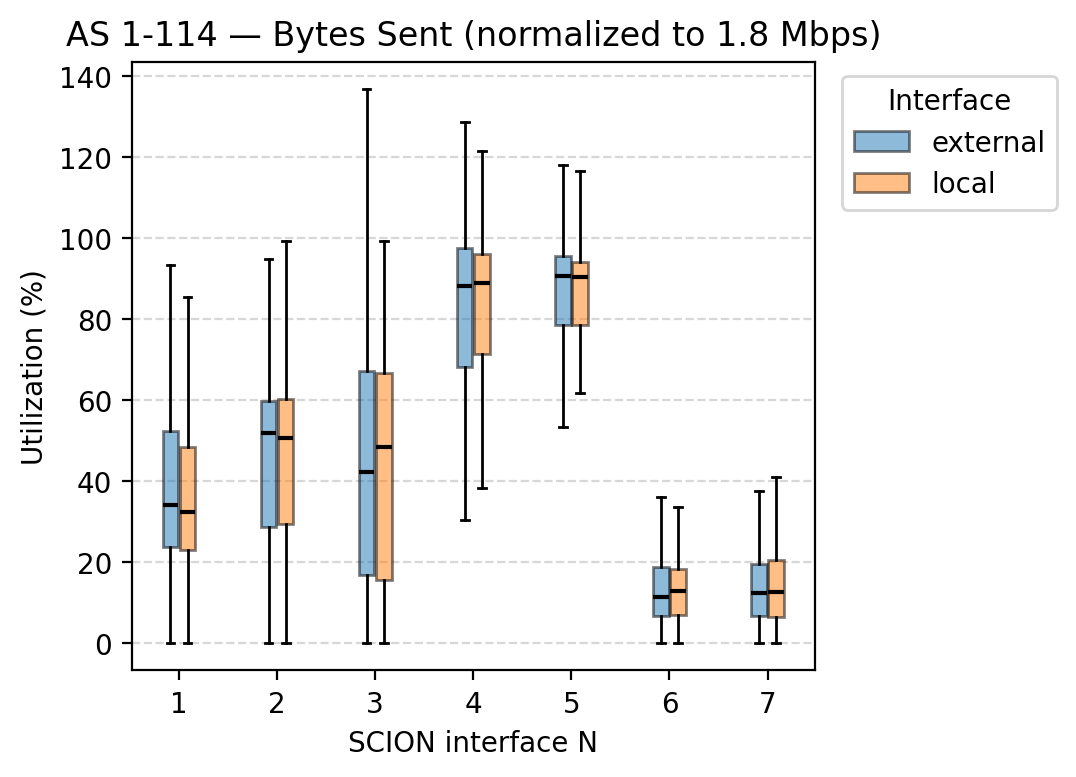 AS 1-114 — Bytes Sent (normalized to 1.8 Mbps)
Utilization (%)
140
120
100
80
60
40
20
0
1 2 3 4 5 6 7
SCION interface N
Interface
external
local